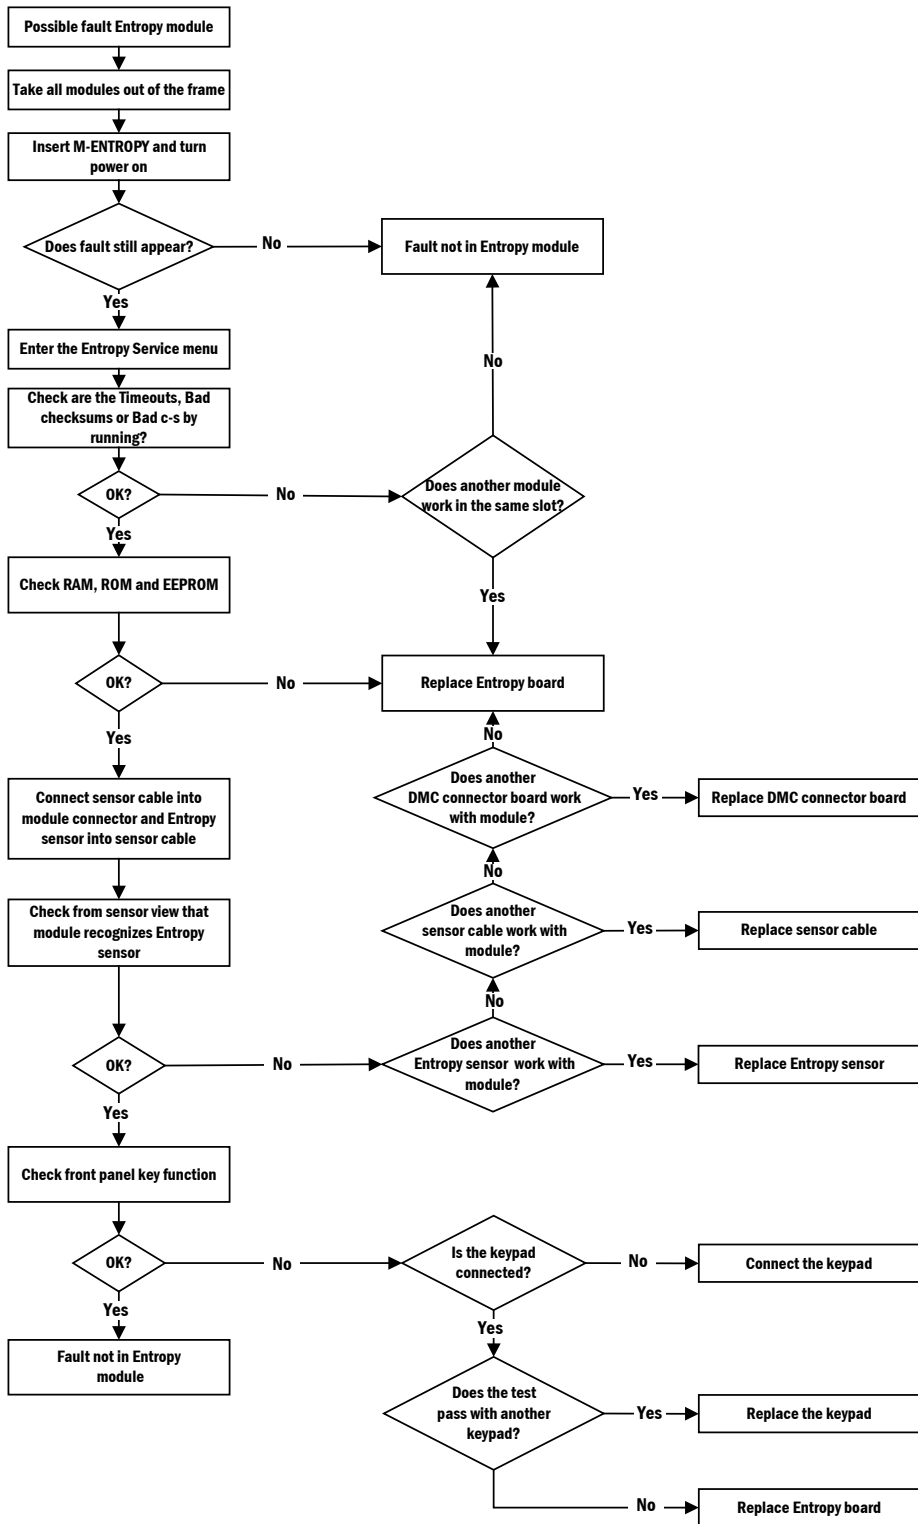 Possible fault Entropy module
Take all modules out of the frame
Insert M-ENTROPY and turn
power on
Does fault still appear?
No
Fault not in Entropy module
Yes
Enter the Entropy Service menu
No
Check are the Timeouts, Bad
checksums or Bad c-s by
running?
OK?
No
Does another module
work in the same slot?
Yes
Check RAM, ROM and EEPROM
Yes
OK?
No
Replace Entropy board
Yes
No
Connect sensor cable into
module connector and Entropy
sensor into sensor cable
Does another
DMC connector board work
with module?
Yes
Replace DMC connector board
No
Check from sensor view that
module recognizes Entropy
sensor
Does another
sensor cable work with
module?
Yes
Replace sensor cable
No
OK?
No
Does another
Entropy sensor work with
module?
Yes
Replace Entropy sensor
Yes
Check front panel key function
OK?
No
Is the keypad
connected?
No
Connect the keypad
Yes
Yes
Fault not in Entropy
module
Does the test
pass with another
keypad?
Yes
Replace the keypad
No
Replace Entropy board